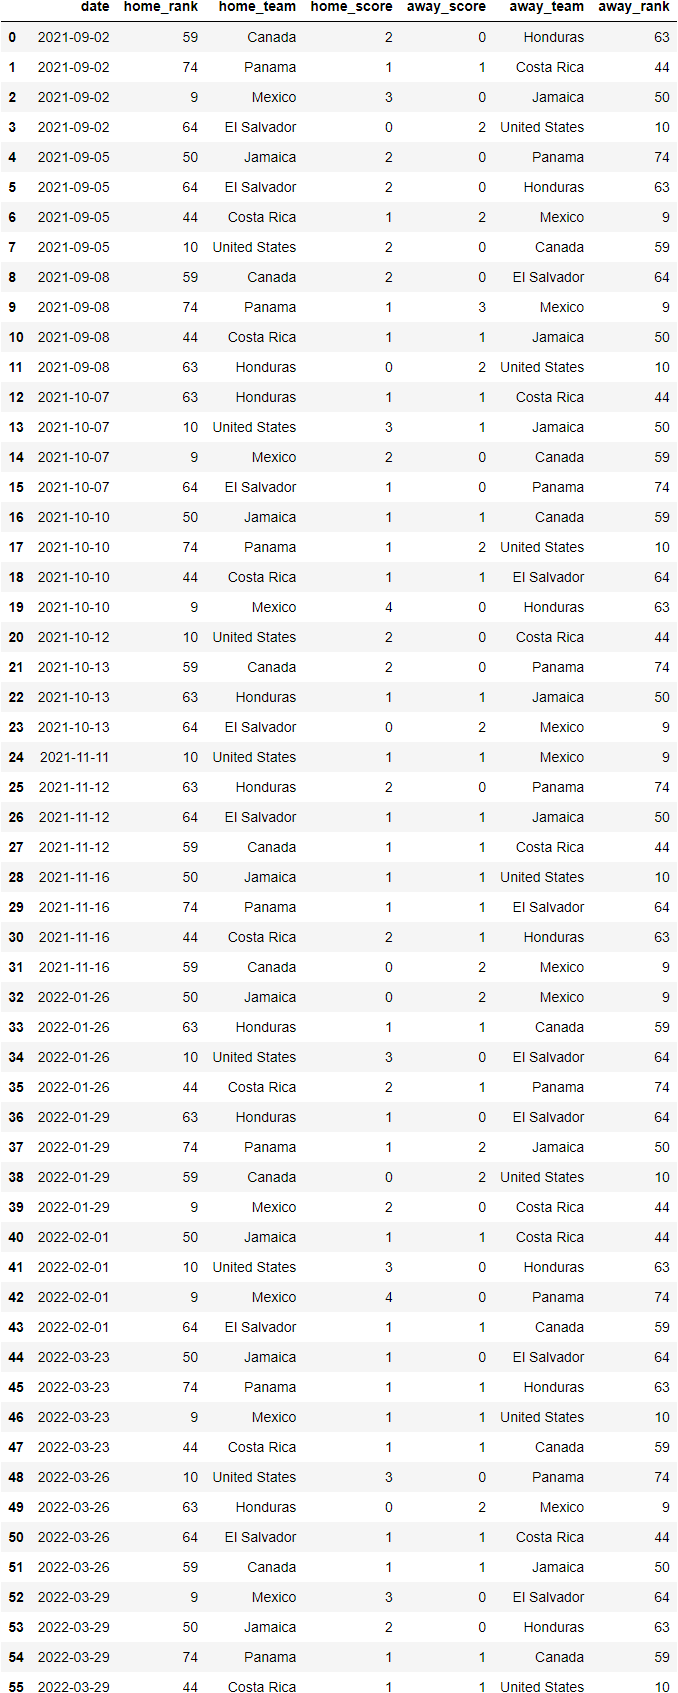 date home_rank home_team home_score away_score away_team away_rank
0 2021-09-02 59 Canada 2 0 Honduras 63
1 2021-09-02 74 Panama 1 1 Costa Rica 44
2 2021-09-02 9 Mexico 3 0 Jamaica 50
3 2021-09-02 64 El Salvador 0 2 United States 10
4 2021-09-05 50 Jamaica 2 0 Panama 74
5 2021-09-05 64 El Salvador 2 0 Honduras 63
6 2021-09-05 44 Costa Rica 1 2 Mexico 9
7 2021-09-05 10 United States 2 0 Canada 59
8 2021-09-08 59 Canada 2 0 El Salvador 64
9 2021-09-08 74 Panama 1 3 Mexico 9
10 2021-09-08 44 Costa Rica 1 1 Jamaica 50
11 2021-09-08 63 Honduras 0 2 United States 10
12 2021-10-07 63 Honduras 1 1 Costa Rica 44
13 2021-10-07 10 United States 3 1 Jamaica 50
14 2021-10-07 9 Mexico 2 0 Canada 59
15 2021-10-07 64 El Salvador 1 0 Panama 74
16 2021-10-10 50 Jamaica 1 1 Canada 59
17 2021-10-10 74 Panama 1 2 United States 10
18 2021-10-10 44 Costa Rica 1 1 El Salvador 64
19 2021-10-10 9 Mexico 4 0 Honduras 63
20 2021-10-12 10 United States 2 0 Costa Rica 44
21 2021-10-13 59 Canada 2 0 Panama 74
22 2021-10-13 63 Honduras 1 1 Jamaica 50
23 2021-10-13 64 El Salvador 0 2 Mexico 9
24 2021-11-11 10 United States 1 1 Mexico 9
25 2021-11-12 63 Honduras 2 0 Panama 74
26 2021-11-12 64 El Salvador 1 1 Jamaica 50
27 2021-11-12 59 Canada 1 1 Costa Rica 44
28 2021-11-16 50 Jamaica 1 1 United States 10
29 2021-11-16 74 Panama 1 1 El Salvador 64
30 2021-11-16 44 Costa Rica 2 1 Honduras 63
31 2021-11-16 59 Canada 0 2 Mexico 9
32 2022-01-26 50 Jamaica 0 2 Mexico 9
33 2022-01-26 63 Honduras 1 1 Canada 59
34 2022-01-26 10 United States 3 0 El Salvador 64
35 2022-01-26 44 Costa Rica 2 1 Panama 74
36 2022-01-29 63 Honduras 1 0 El Salvador 64
37 2022-01-29 74 Panama 1 2 Jamaica 50
38 2022-01-29 59 Canada 0 2 United States 10
39 2022-01-29 9 Mexico 2 0 Costa Rica 44
40 2022-02-01 50 Jamaica 1 1 Costa Rica 44
41 2022-02-01 10 United States 3 0 Honduras 63
42 2022-02-01 9 Mexico 4 0 Panama 74
43 2022-02-01 64 El Salvador 1 1 Canada 59
44 2022-03-23 50 Jamaica 1 0 El Salvador 64
45 2022-03-23 74 Panama 1 1 Honduras 63
46 2022-03-23 9 Mexico 1 1 United States 10
47 2022-03-23 44 Costa Rica 1 1 Canada 59
48 2022-03-26 10 United States 3 0 Panama 74
49 2022-03-26 63 Honduras 0 2 Mexico 9
50 2022-03-26 64 El Salvador 1 1 Costa Rica 44
51 2022-03-26 59 Canada 1 1 Jamaica 50
52 2022-03-29 9 Mexico 3 0 El Salvador 64
53 2022-03-29 50 Jamaica 2 0 Honduras 63
54 2022-03-29 74 Panama 1 1 Canada 59
55 2022-03-29 44 Costa Rica 1 1 United States 10